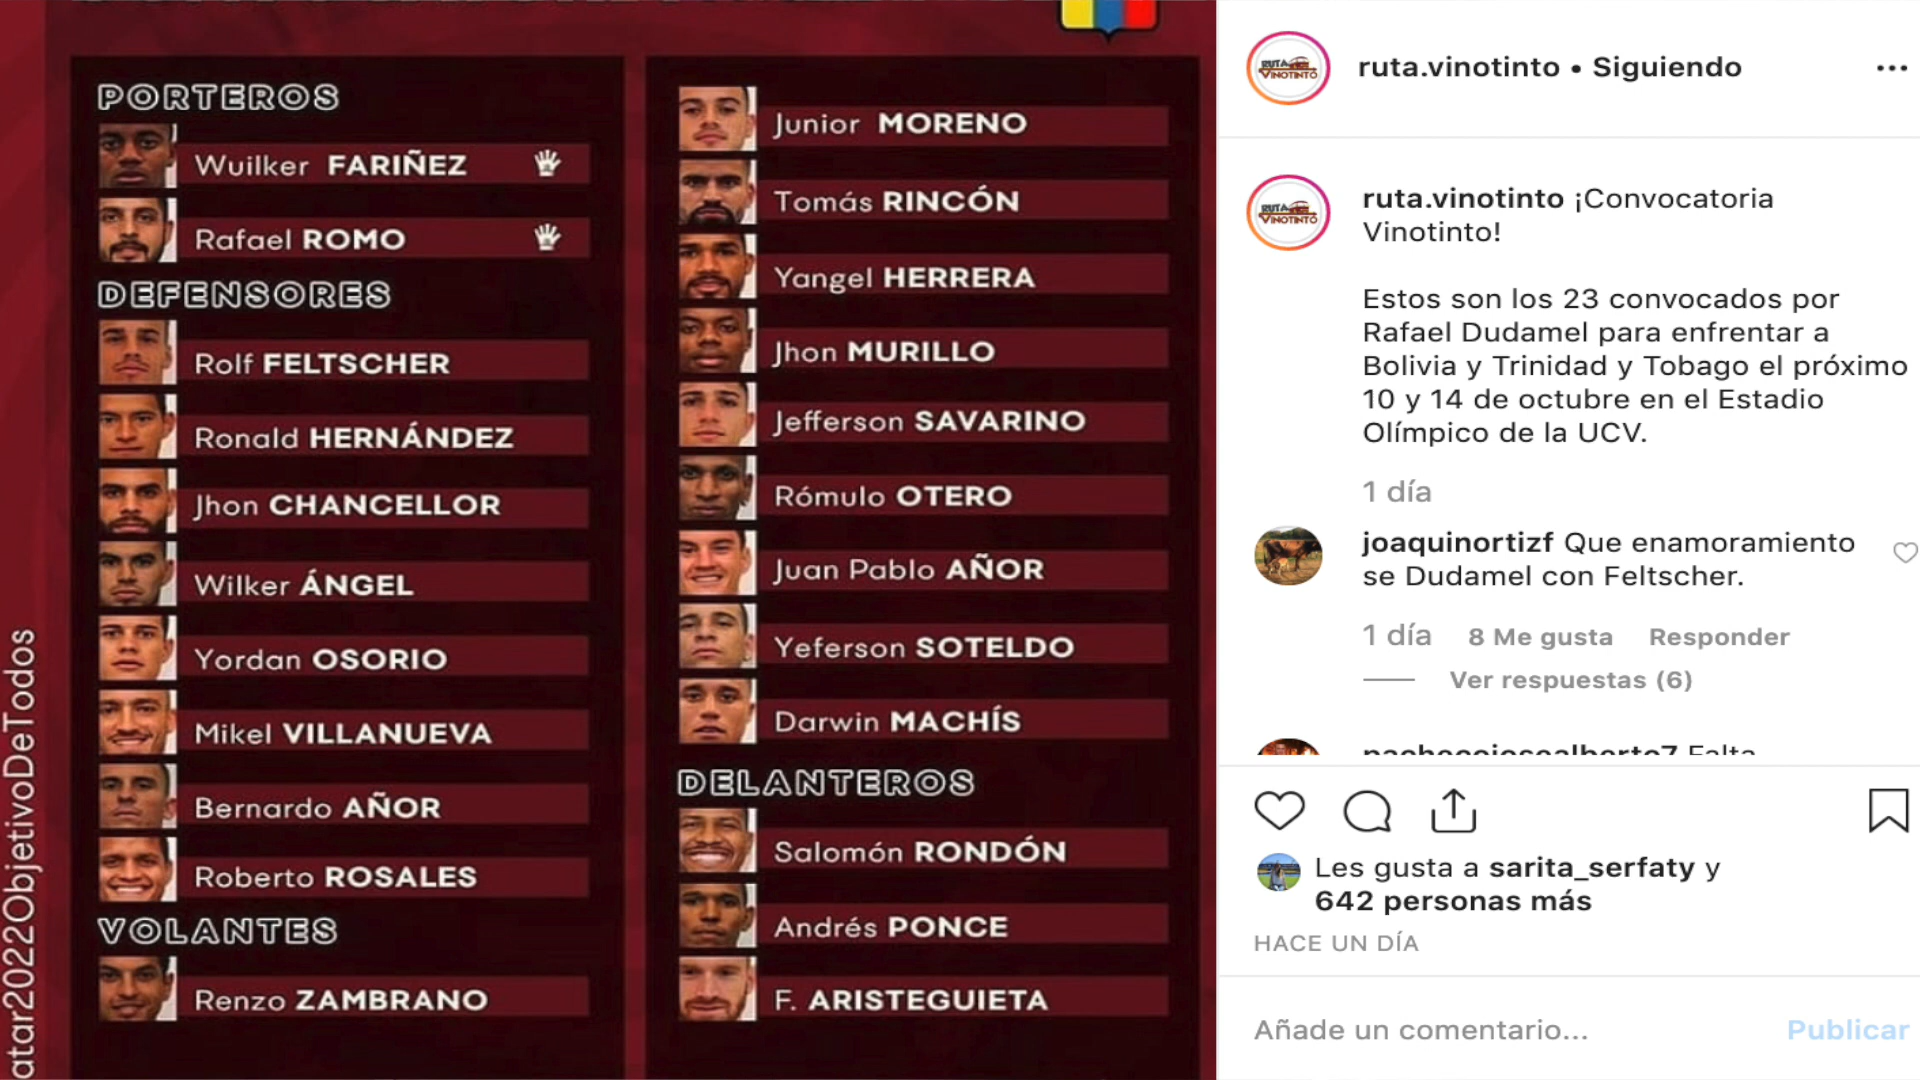 atar2022ObjetivoDeTodos
PORTEROS
Wuilker FARIÑEZ
Rafael ROMO
DEFENSORES
Rolf FELTSCHER
Ronald HERNÁNDEZ
Jhon CHANCELLOR
Wilker ÁNGEL
Yordan OSORIO
Mikel VILLANUEVA
Bernardo AÑOR
Roberto ROSALES
VOLANTES
Renzo ZAMBRANO
Junior MORENO
Tomás RINCÓN
Yangel HERRERA
Jhon MURILLO
Jefferson SAVARINO
Rómulo OTERO
Juan Pablo AÑOR
Yeferson SOTELDO
Darwin MACHÍS
DELANTEROS
Salomón RONDÓN
Andrés PONCE
F. ARISTEGUIETA
RUTA
VINOTINTO
ruta.vinotinto • Siguiendo
RUTA
VINOTINTO
ruta.vinotinto ¡Convocatoria
Vinotinto!
Estos son los 23 convocados por
Rafael Dudamel para enfrentar a
Bolivia y Trinidad y Tobago el próximo
10 y 14 de octubre en el Estadio
Olímpico de la UCV.
1 día
joaquinortizf Que enamoramiento
se Dudamel con Feltscher.
1 día 8 Me gusta Responder
Ver respuestas (6)
pachecojosealberto7 Falta
Les gusta a sarita_serfaty y
642 personas más
HACE UN DÍA
Añade un comentario... Publicar